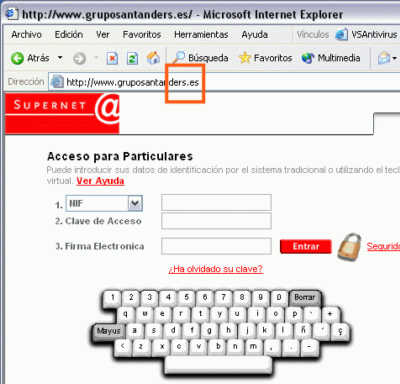 http://www.gruposantanders.es/ - Microsoft Internet Explorer
Archivo Edición Ver Favoritos Herramientas Ayuda Vínculos VSAntivirus
Atrás Búsqueda Favoritos Multimedia
Dirección http://www.gruposantanders.es
SUPERNET @
Acceso para Particulares
Puede introducir sus datos de identificación por el sistema tradicional o utilizando el tecl
virtual. Ver Ayuda
1. NIF
2. Clave de Acceso
3. Firma Electronica Entrar Segurida
¿Ha olvidado su clave?
1 2 3 4 5 6 7 8 9 0 Borrar
q w e r t y u i o p ` +
Mayus a s d f g h j k l ñ ´ ç
< z x c v b n m , . -